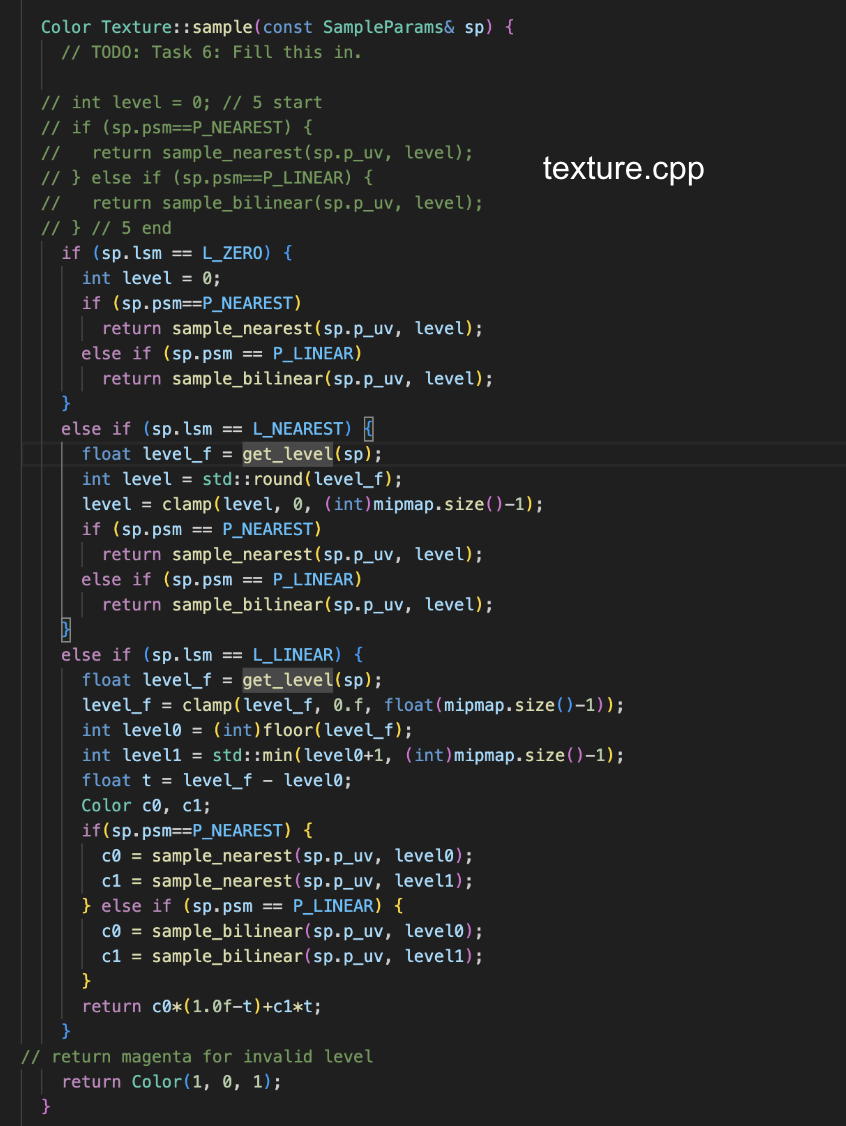 Color Texture::sample(const SampleParams& sp) {
// TODO: Task 6: Fill this in.
// int level = 0; // 5 start
// if (sp.psm==P_NEAREST) {
//   return sample_nearest(sp.p_uv, level);
// } else if (sp.psm==P_LINEAR) {
//   return sample_bilinear(sp.p_uv, level);
// } // 5 end
texture.cpp
if (sp.lsm == L_ZERO) {
int level = 0;
if (sp.psm==P_NEAREST)
return sample_nearest(sp.p_uv, level);
else if (sp.psm == P_LINEAR)
return sample_bilinear(sp.p_uv, level);
}
else if (sp.lsm == L_NEAREST) {
float level_f = get_level(sp);
int level = std::round(level_f);
level = clamp(level, 0, (int)mipmap.size()-1);
if (sp.psm == P_NEAREST)
return sample_nearest(sp.p_uv, level);
else if (sp.psm == P_LINEAR)
return sample_bilinear(sp.p_uv, level);
}
else if (sp.lsm == L_LINEAR) {
float level_f = get_level(sp);
level_f = clamp(level_f, 0.f, float(mipmap.size()-1));
int level0 = (int)floor(level_f);
int level1 = std::min(level0+1, (int)mipmap.size()-1);
float t = level_f - level0;
Color c0, c1;
if(sp.psm==P_NEAREST) {
c0 = sample_nearest(sp.p_uv, level0);
c1 = sample_nearest(sp.p_uv, level1);
} else if (sp.psm == P_LINEAR) {
c0 = sample_bilinear(sp.p_uv, level0);
c1 = sample_bilinear(sp.p_uv, level1);
}
return c0*(1.0f-t)+c1*t;
}
// return magenta for invalid level
return Color(1, 0, 1);
}